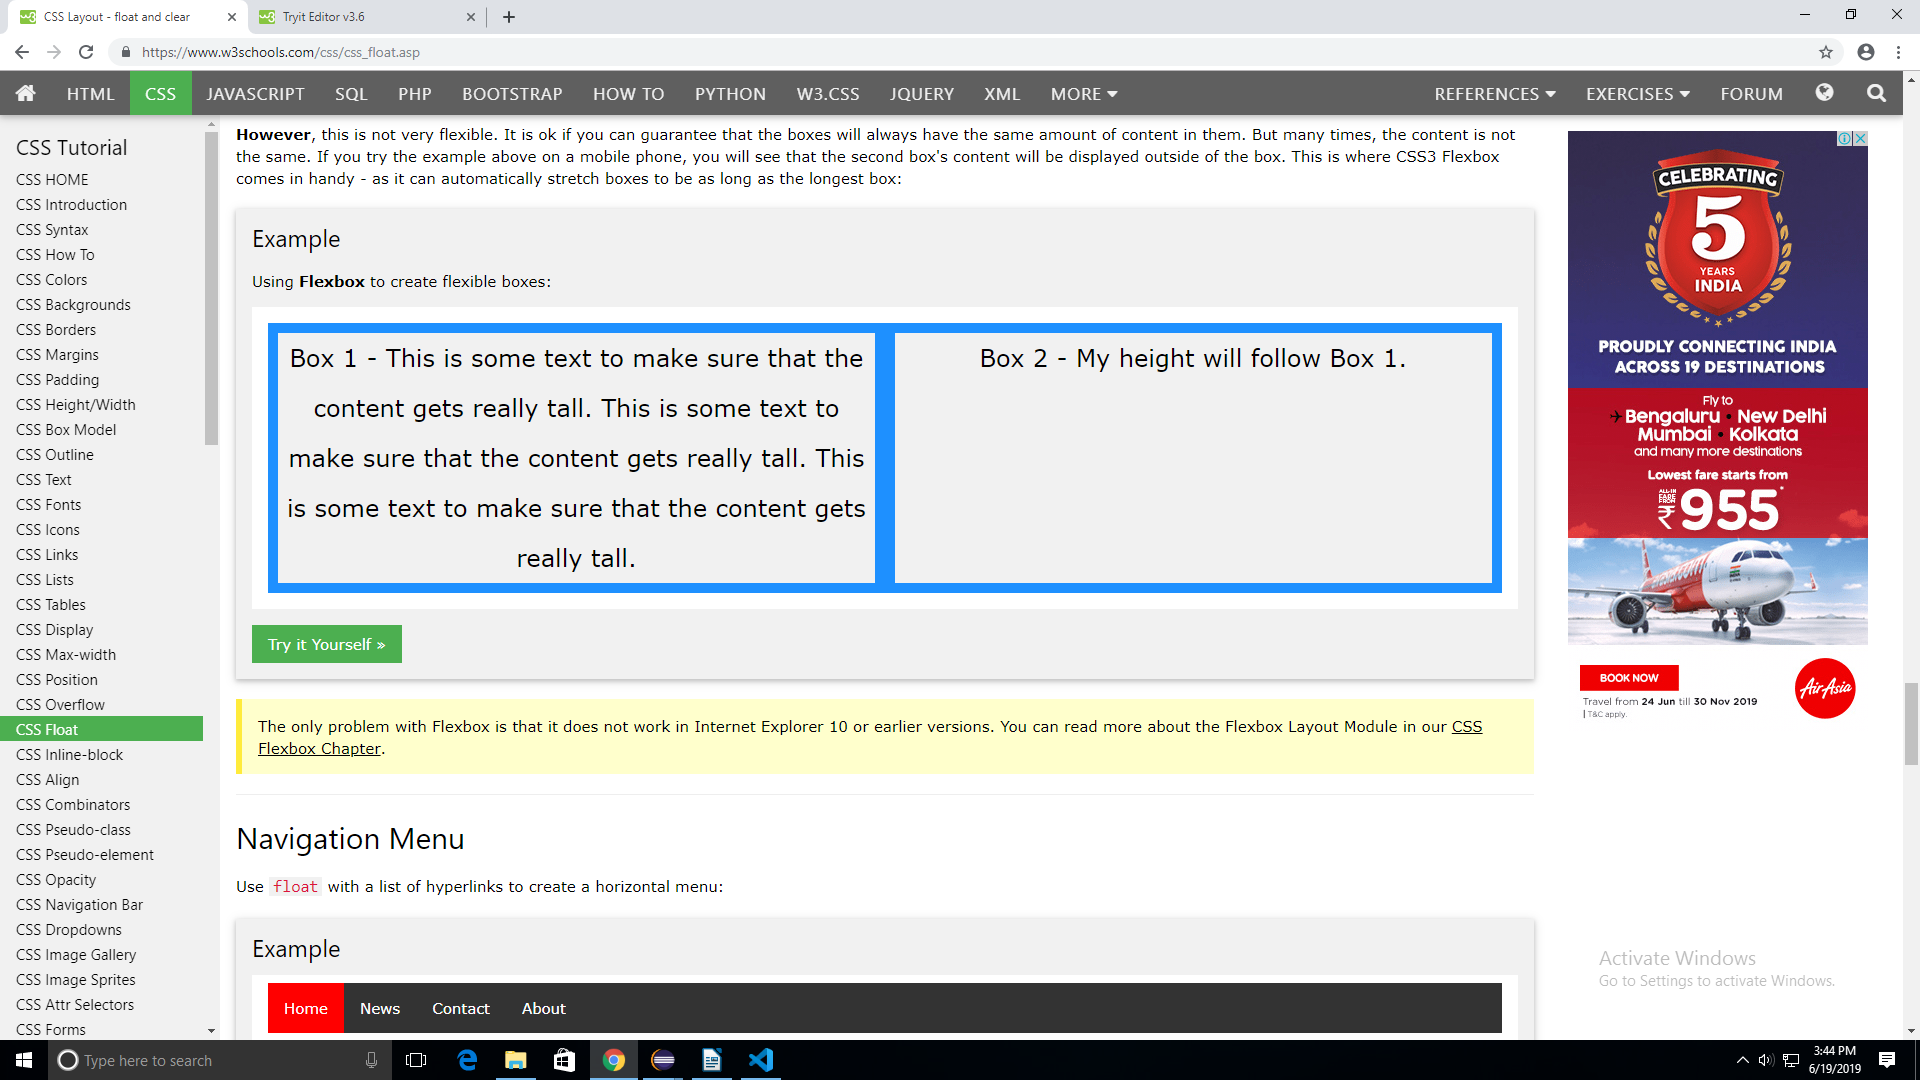 CSS Layout - float and clear
Tryit Editor v3.6
https://www.w3schools.com/css/css_float.asp
HTML CSS JAVASCRIPT SQL PHP BOOTSTRAP HOW TO PYTHON W3.CSS JQUERY XML MORE REFERENCES EXERCISES FORUM
CSS Tutorial
CSS HOME
CSS Introduction
CSS Syntax
CSS How To
CSS Colors
CSS Backgrounds
CSS Borders
CSS Margins
CSS Padding
CSS Height/Width
CSS Box Model
CSS Outline
CSS Text
CSS Fonts
CSS Icons
CSS Links
CSS Lists
CSS Tables
CSS Display
CSS Max-width
CSS Position
CSS Overflow
CSS Float
CSS Inline-block
CSS Align
CSS Combinators
CSS Pseudo-class
CSS Pseudo-element
CSS Opacity
CSS Navigation Bar
CSS Dropdowns
CSS Image Gallery
CSS Image Sprites
CSS Attr Selectors
CSS Forms
However, this is not very flexible. It is ok if you can guarantee that the boxes will always have the same amount of content in them. But many times, the content is not
the same. If you try the example above on a mobile phone, you will see that the second box's content will be displayed outside of the box. This is where CSS3 Flexbox
comes in handy - as it can automatically stretch boxes to be as long as the longest box:
Example
Using Flexbox to create flexible boxes:
Box 1 - This is some text to make sure that the
content gets really tall. This is some text to
make sure that the content gets really tall. This
is some text to make sure that the content gets
really tall.
Box 2 - My height will follow Box 1.
Try it Yourself »
The only problem with Flexbox is that it does not work in Internet Explorer 10 or earlier versions. You can read more about the Flexbox Layout Module in our CSS
Flexbox Chapter.
Navigation Menu
Use float with a list of hyperlinks to create a horizontal menu:
Example
Home News Contact About
CELEBRATING
5
YEARS
INDIA
PROUDLY CONNECTING INDIA
ACROSS 19 DESTINATIONS
Fly to
Bengaluru • New Delhi
Mumbai • Kolkata
and many more destinations
Lowest fare starts from
ALL-IN
FARE
FROM
₹955*
BOOK NOW
Travel from 24 Jun till 30 Nov 2019
| T&C apply.
AirAsia
Activate Windows
Go to Settings to activate Windows.
Type here to search
3:44 PM
6/19/2019